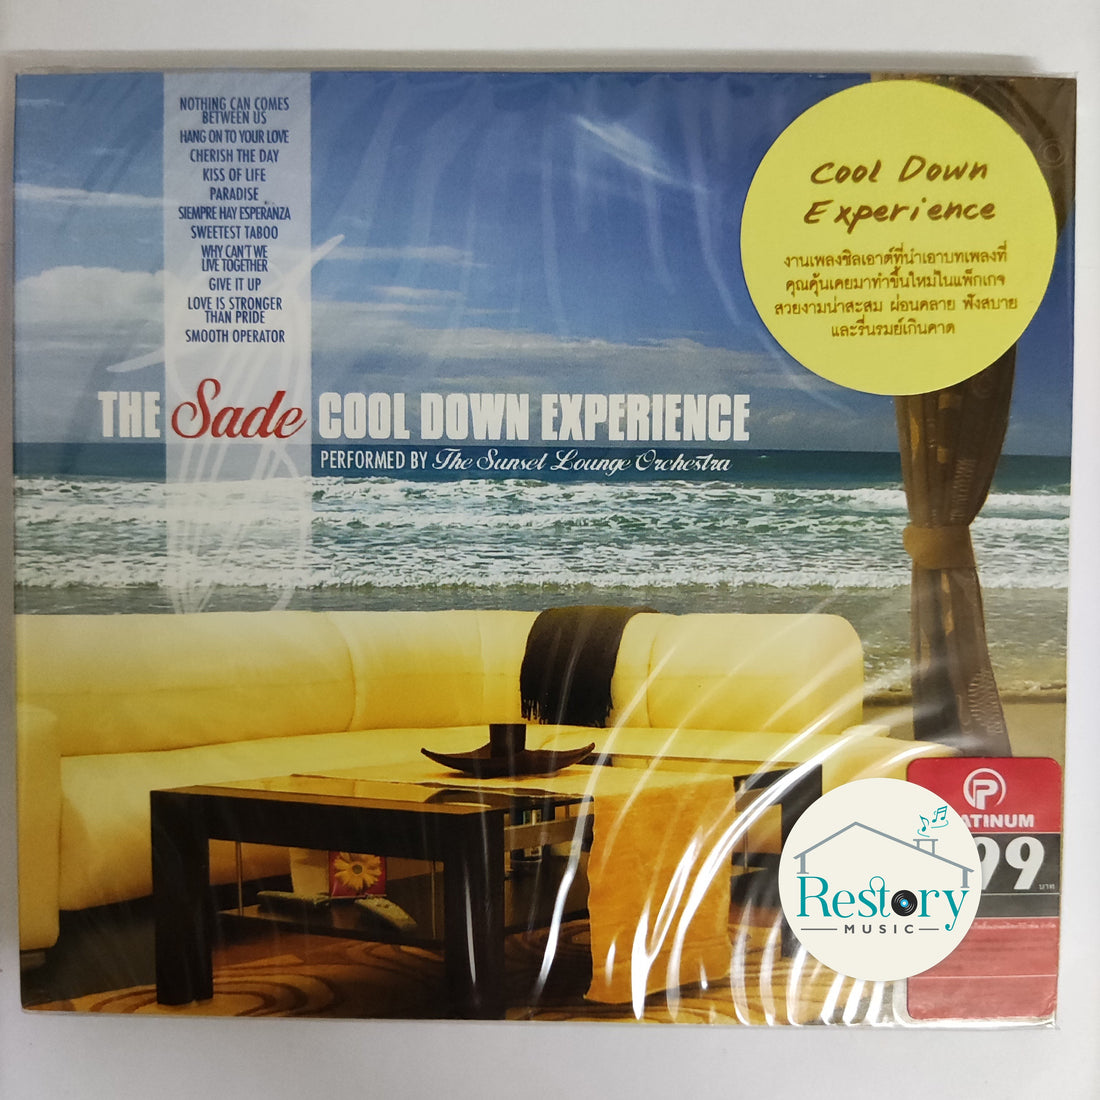 NOTHING CAN COMES
BETWEEN US
HANG ON TO YOUR LOVE
CHERISH THE DAY
KISS OF LIFE
PARADISE
SIEMPRE HAY ESPERANZA
SWEETEST TABOO
WHY CAN'T WE
LIVE TOGETHER
GIVE IT UP
LOVE IS STRONGER
THAN PRIDE
SMOOTH OPERATOR
THE Sade COOL DOWN EXPERIENCE
PERFORMED BY The Sunset Lounge Orchestra
Cool Down
Experience
งานเพลงชิลเอาต์ที่นำเอาบทเพลงที่
คุณคุ้นเคยมาทำขึ้นใหม่ในแพ็กเกจ
สวยงามน่าสะสม ผ่อนคลาย ฟังสบาย
และรื่นรมย์เกินคาด
P
ATINUM
99
บาท
Restory
MUSIC